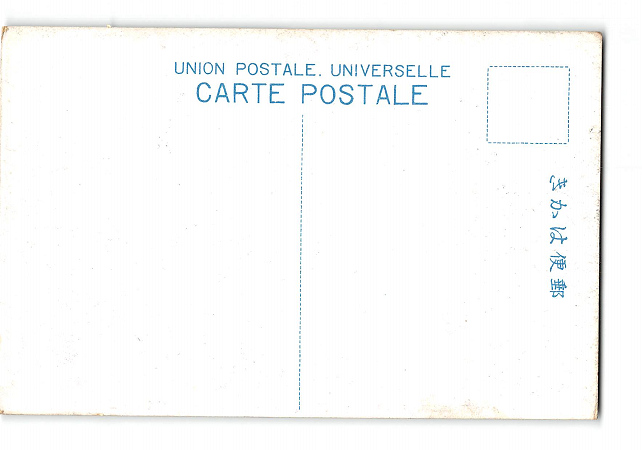 UNION POSTALE. UNIVERSELLE
CARTE POSTALE
きかは便郵